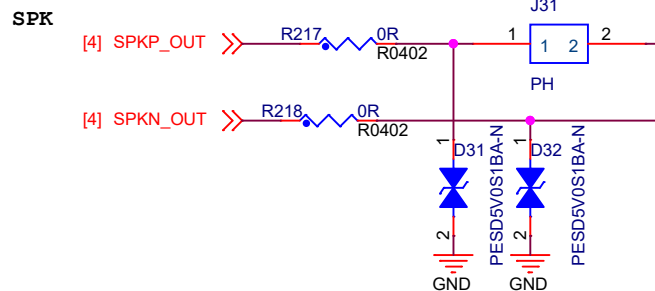 SPK
J31
[4] SPKP_OUT
R217
0R
R0402
1
1 2
2
PH
[4] SPKN_OUT
R218
0R
R0402
1
D31
PESD5V0S1BA-N
2
GND
1
D32
PESD5V0S1BA-N
2
GND